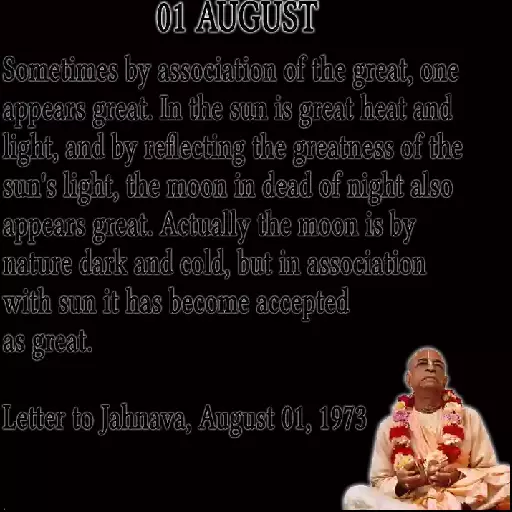 01 AUGUST
Sometimes by association of the great, one
appears great. In the sun is great heat and
light, and by reflecting the greatness of the
sun's light, the moon in dead of night also
appears great. Actually the moon is by
nature dark and cold, but in association
with sun it has become accepted
as great.
Letter to Jahnava, August 01, 1973